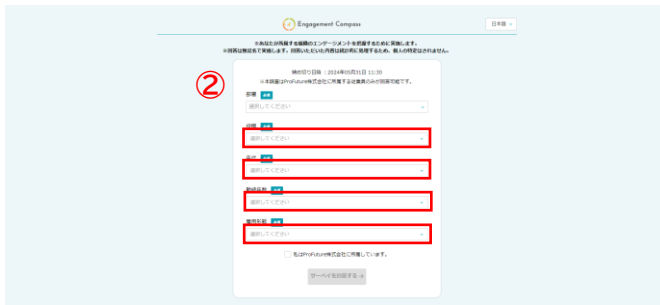 Engagement Compass
日本語
※あなたが所属する組織のエンゲージメントを把握するために実施します。
※回答は無記名で実施します。回答いただいた内容は統計的に処理するため、個人の特定はされません。
②
締め切り日時 : 2024年05月31日 11:20
※本調査はProFuture株式会社に所属する従業員のみが回答可能です。
部署 必須
選択してください
役職 必須
選択してください
年代 必須
選択してください
勤続年数 必須
選択してください
雇用形態 必須
選択してください
私はProFuture株式会社に所属しています。
サーベイを回答する→